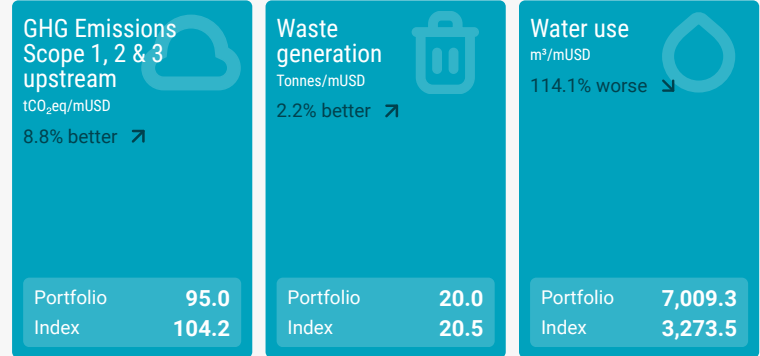 GHG Emissions
Scope 1, 2 & 3
upstream
tCO₂eq/mUSD
8.8% better
Portfolio 95.0
Index 104.2
Waste
generation
Tonnes/mUSD
2.2% better
Portfolio 20.0
Index 20.5
Water use
m³/mUSD
114.1% worse
Portfolio 7,009.3
Index 3,273.5